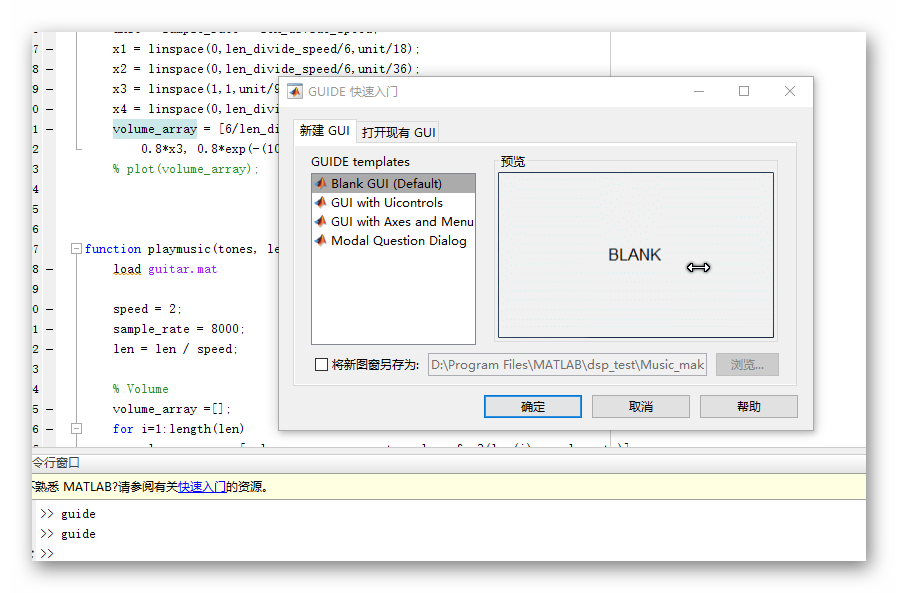 7 — x1 = linspace(0,len_divide_speed/6,unit/18);
8 — x2 = linspace(0,len_divide_speed/6,unit/36);
9 — x3 = linspace(1,1,unit/9
0 — x4 = linspace(0,len_divi
1 — volume_array = [6/len_di
2 0.8*x3, 0.8*exp(-(10
3 % plot(volume_array);
4
5
6
7 function playmusic(tones, le
8 — load guitar.mat
9
0 — speed = 2;
1 — sample_rate = 8000;
2 — len = len / speed;
3
4 % Volume
5 — volume_array =[];
6 — for i=1:length(len)
GUIDE 快速入门
新建 GUI 打开现有 GUI
GUIDE templates
Blank GUI (Default)
GUI with Uicontrols
GUI with Axes and Menu
Modal Question Dialog
预览
BLANK
将新图窗另存为: D:\Program Files\MATLAB\dsp_test\Music_mak 浏览...
确定 取消 帮助
令行窗口
不熟悉 MATLAB?请参阅有关快速入门的资源。
>> guide
>> guide
>>